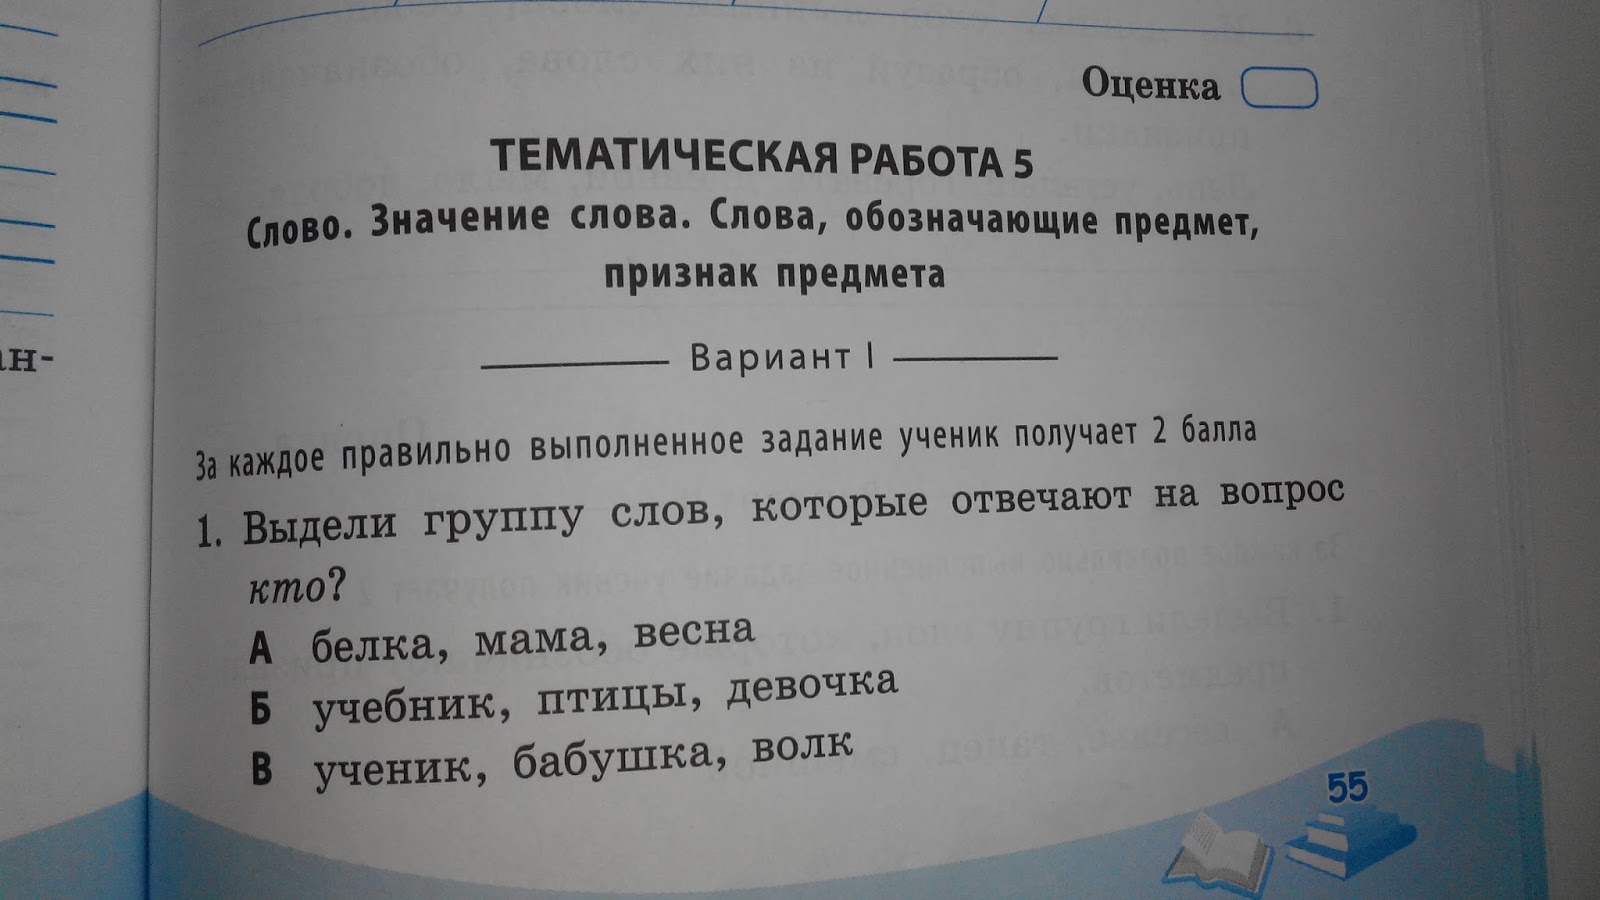 Оценка
ТЕМАТИЧЕСКАЯ РАБОТА 5
Слово. Значение слова. Слова, обозначающие предмет,
признак предмета
Вариант I
За каждое правильно выполненное задание ученик получает 2 балла
1. Выдели группу слов, которые отвечают на вопрос
кто?
А белка, мама, весна
Б учебник, птицы, девочка
В ученик, бабушка, волк
55